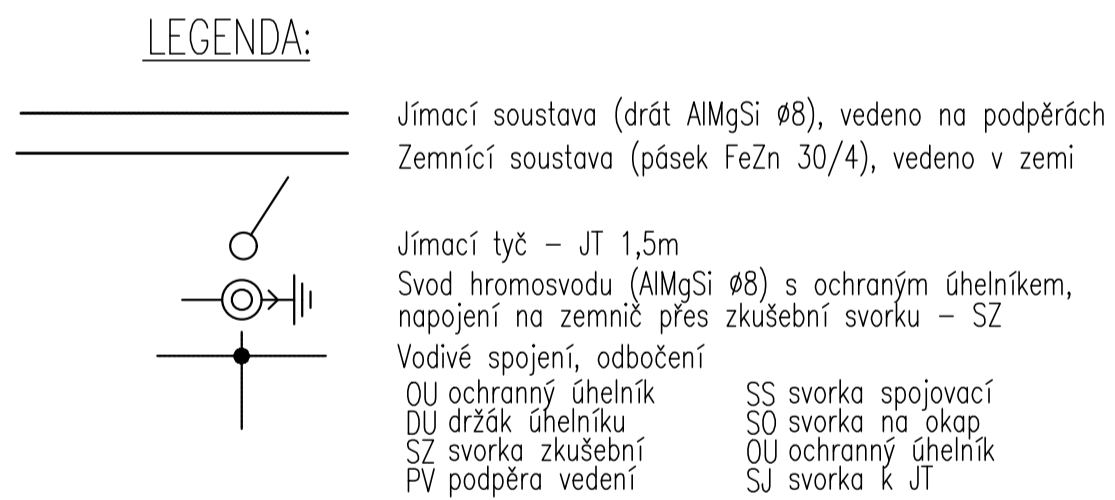 LEGENDA:
Jímací soustava (drát AlMgSi Ø8), vedeno na podpěrách
Zemnící soustava (pásek FeZn 30/4), vedeno v zemi
Jímací tyč – JT 1,5m
Svod hromosvodu (AlMgSi Ø8) s ochraným úhelníkem,
napojení na zemnič přes zkušební svorku – SZ
Vodivé spojení, odbočení
OU ochranný úhelník
DU držák úhelníku
SZ svorka zkušební
PV podpěra vedení
SS svorka spojovací
SO svorka na okap
OU ochranný úhelník
SJ svorka k JT